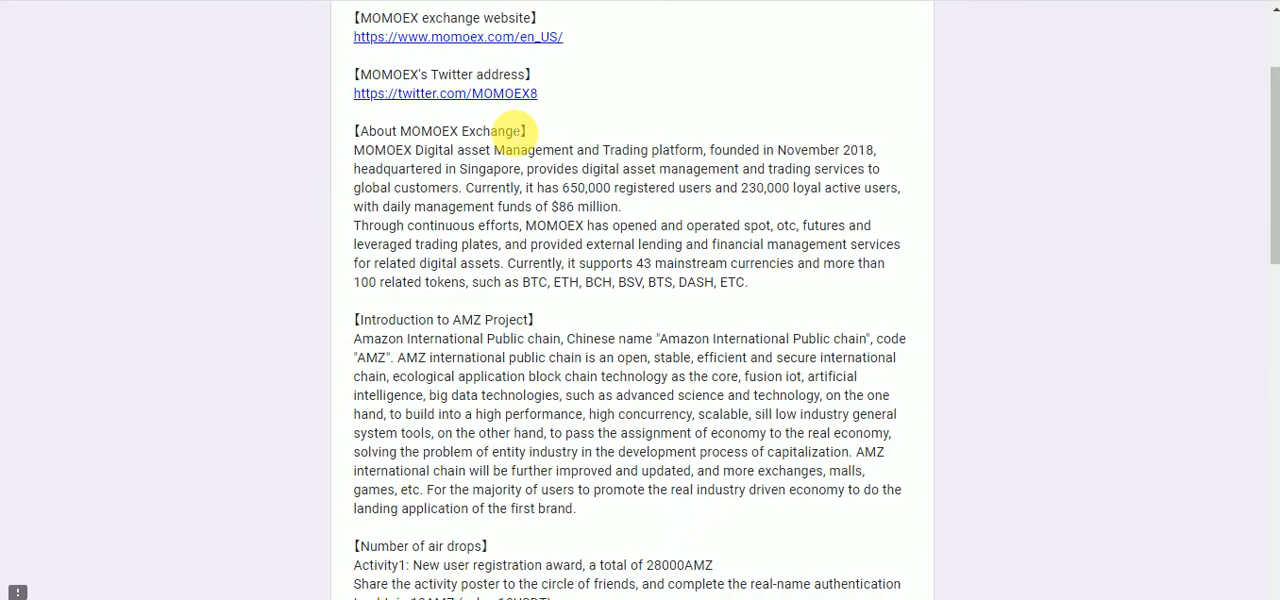 【MOMOEX exchange website】
https://www.momoex.com/en_US/
【MOMOEX's Twitter address】
https://twitter.com/MOMOEX8
【About MOMOEX Exchange】
MOMOEX Digital asset Management and Trading platform, founded in November 2018,
headquartered in Singapore, provides digital asset management and trading services to
global customers. Currently, it has 650,000 registered users and 230,000 loyal active users,
with daily management funds of $86 million.
Through continuous efforts, MOMOEX has opened and operated spot, otc, futures and
leveraged trading plates, and provided external lending and financial management services
for related digital assets. Currently, it supports 43 mainstream currencies and more than
100 related tokens, such as BTC, ETH, BCH, BSV, BTS, DASH, ETC.
【Introduction to AMZ Project】
Amazon International Public chain, Chinese name "Amazon International Public chain", code
"AMZ". AMZ international public chain is an open, stable, efficient and secure international
chain, ecological application block chain technology as the core, fusion iot, artificial
intelligence, big data technologies, such as advanced science and technology, on the one
hand, to build into a high performance, high concurrency, scalable, sill low industry general
system tools, on the other hand, to pass the assignment of economy to the real economy,
solving the problem of entity industry in the development process of capitalization. AMZ
international chain will be further improved and updated, and more exchanges, malls,
games, etc. For the majority of users to promote the real industry driven economy to do the
landing application of the first brand.
【Number of air drops】
Activity1: New user registration award, a total of 28000AMZ
Share the activity poster to the circle of friends, and complete the real-name authentication